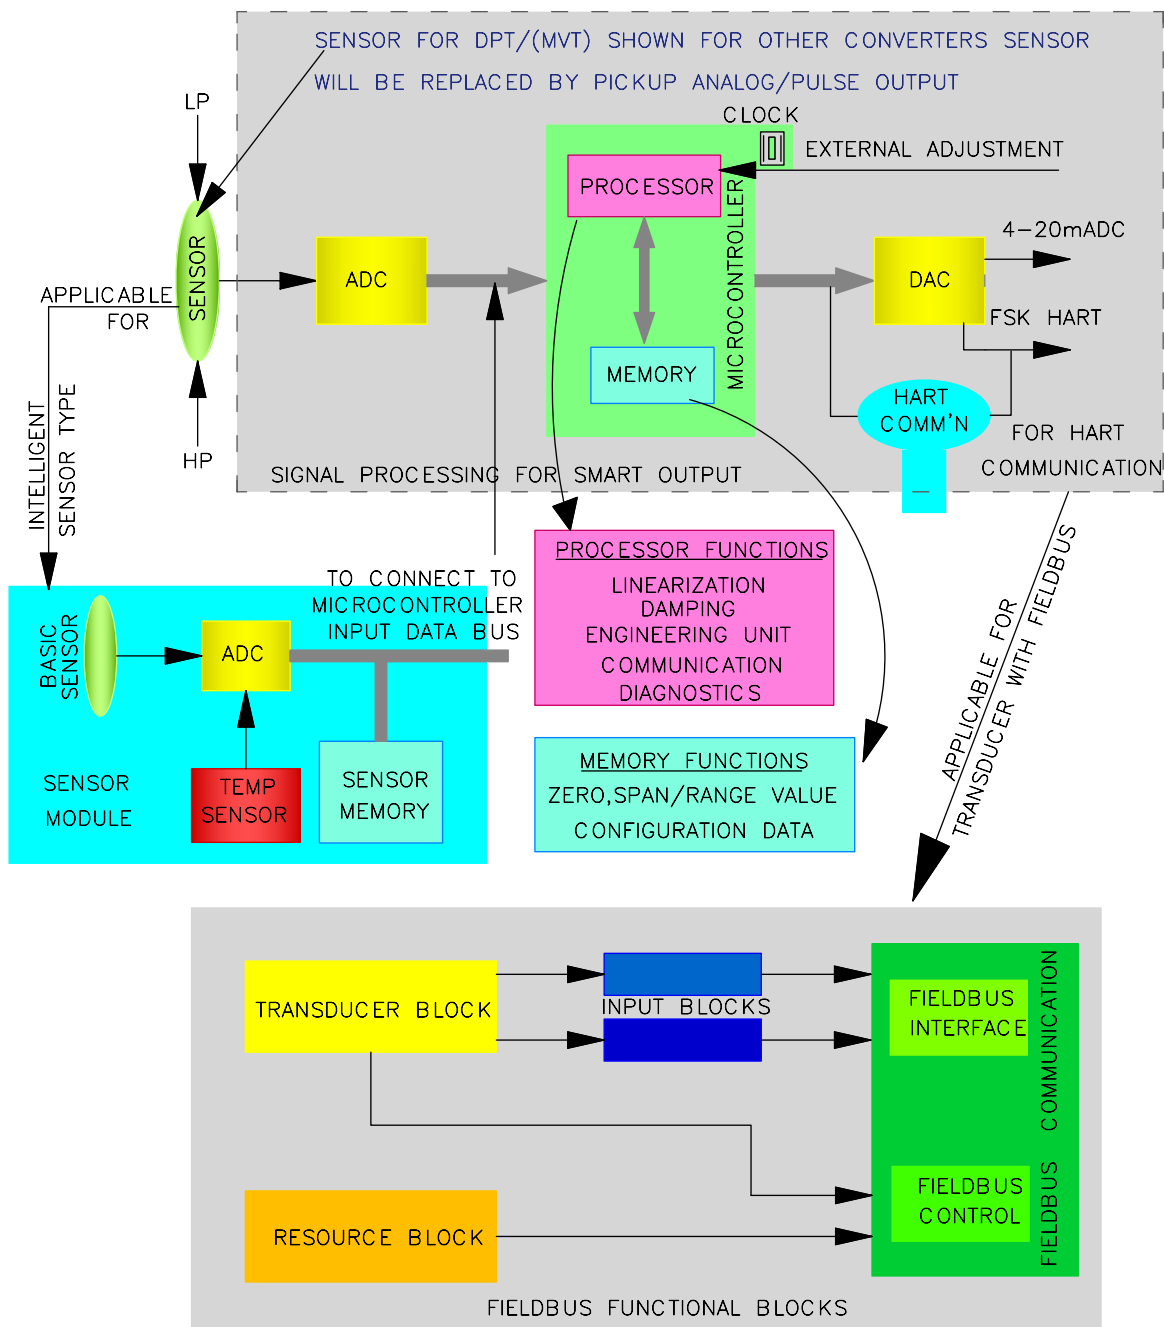 SENSOR FOR DPT/(MVT) SHOWN FOR OTHER CONVERTERS SENSOR
WILL BE REPLACED BY PICKUP ANALOG/PULSE OUTPUT
LP
CLOCK
EXTERNAL ADJUSTMENT
PROCESSOR
MICROCONTROLLER
SENSOR
ADC
DAC
4-20mADC
APPLICABLE
FOR
FSK HART
MEMORY
HART
COMM'N
FOR HART
COMMUNICATION
HP
SIGNAL PROCESSING FOR SMART OUTPUT
INTELLIGENT
SENSOR TYPE
TO CONNECT TO
MICROCONTROLLER
INPUT DATA BUS
PROCESSOR FUNCTIONS
LINEARIZATION
DAMPING
ENGINEERING UNIT
COMMUNICATION
DIAGNOSTICS
APPLICABLE FOR
TRANSDUCER WITH FIELDBUS
BASIC
SENSOR
ADC
SENSOR
MODULE
TEMP
SENSOR
SENSOR
MEMORY
MEMORY FUNCTIONS
ZERO,SPAN/RANGE VALUE
CONFIGURATION DATA
TRANSDUCER BLOCK
INPUT BLOCKS
FIELDBUS
INTERFACE
FIELDBUS COMMUNICATION
FIELDBUS
CONTROL
RESOURCE BLOCK
FIELDBUS FUNCTIONAL BLOCKS